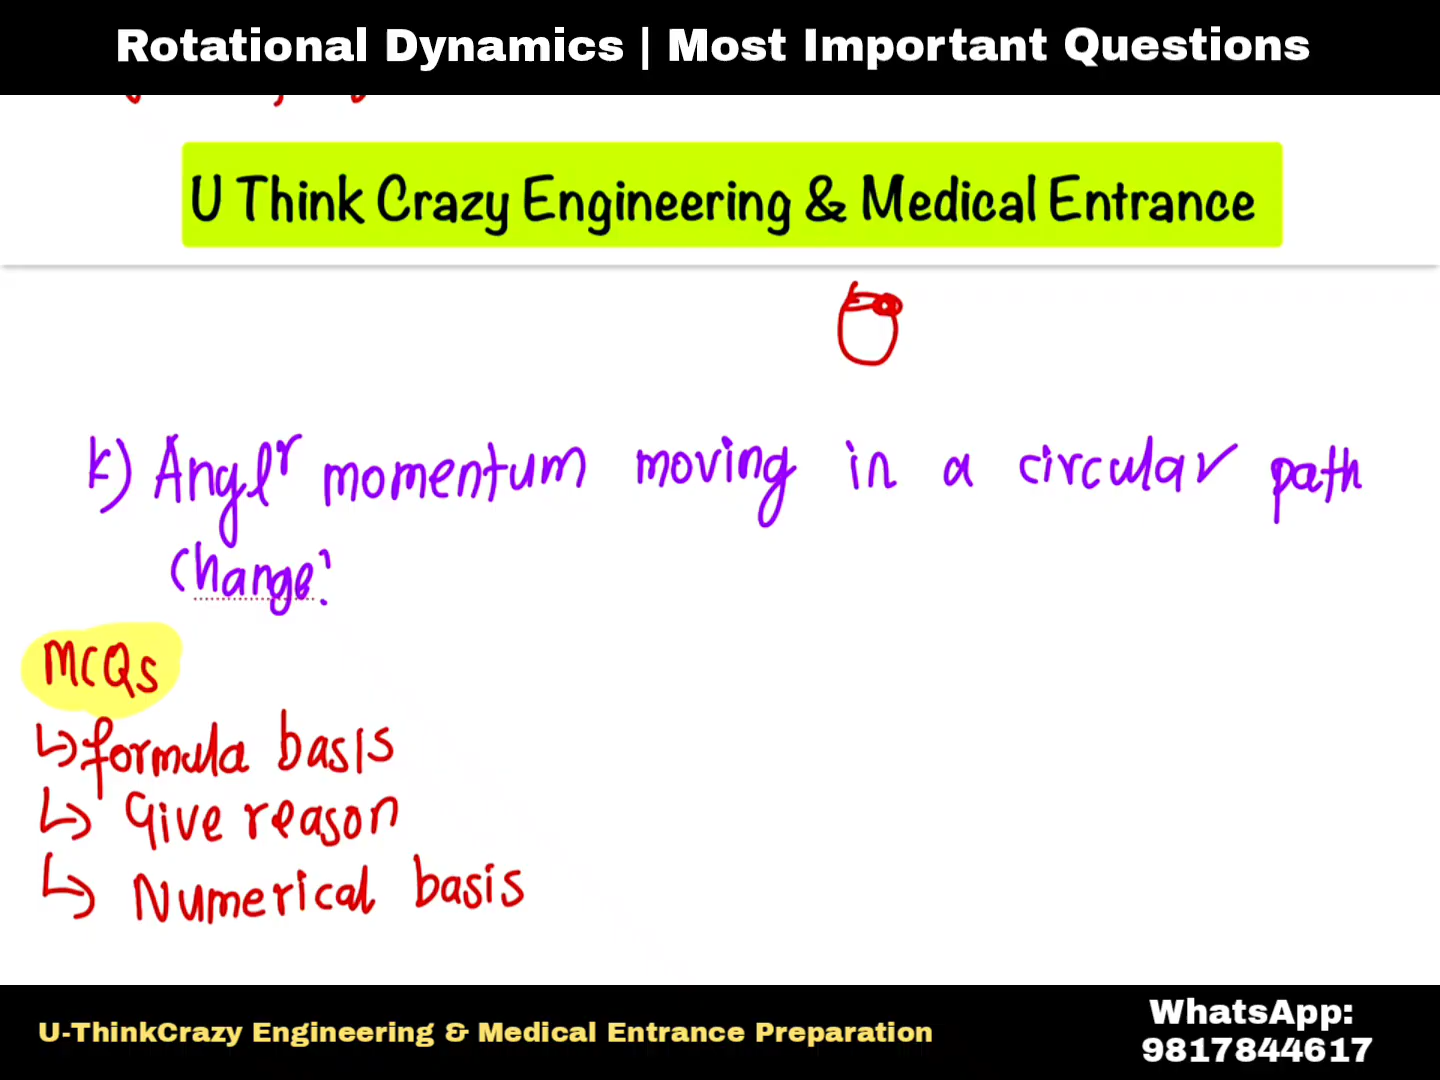 Rotational Dynamics | Most Important Questions
U Think Crazy Engineering & Medical Entrance
k) Anglr momentum moving in a circular path
change?
MCQs
↳ formula basis
↳ Give reason
↳ Numerical basis
U-ThinkCrazy Engineering & Medical Entrance Preparation
WhatsApp:
9817844617